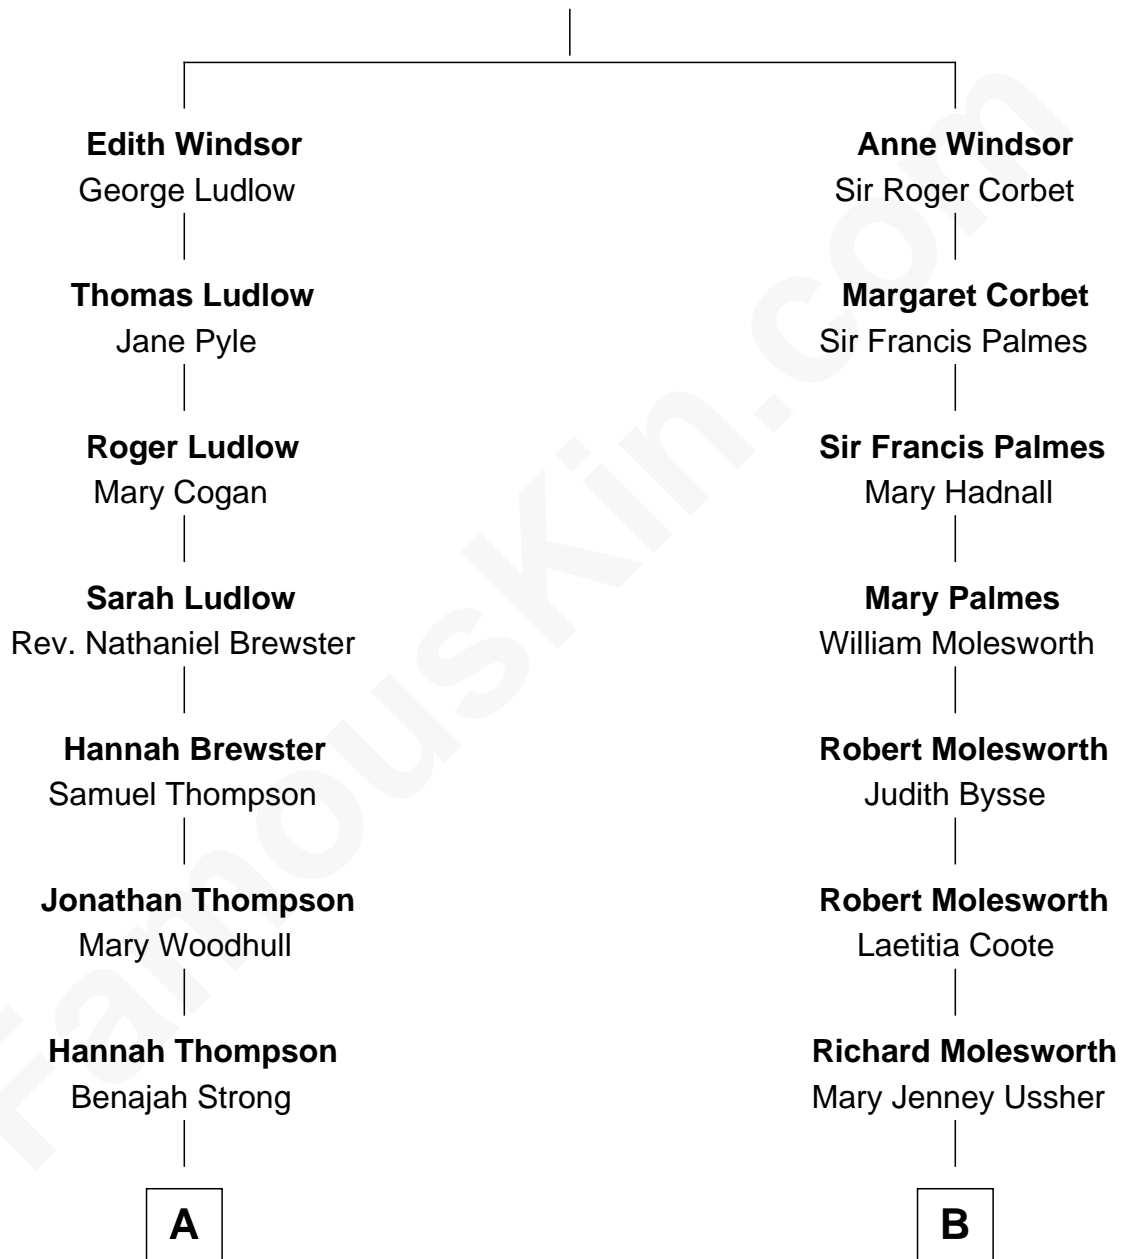 Edith Windsor
George Ludlow
Thomas Ludlow
Jane Pyle
Roger Ludlow
Mary Cogan
Sarah Ludlow
Rev. Nathaniel Brewster
Hannah Brewster
Samuel Thompson
Jonathan Thompson
Mary Woodhull
Hannah Thompson
Benajah Strong
A
Anne Windsor
Sir Roger Corbet
Margaret Corbet
Sir Francis Palmes
Sir Francis Palmes
Mary Hadnall
Mary Palmes
William Molesworth
Robert Molesworth
Judith Bysse
Robert Molesworth
Laetitia Coote
Richard Molesworth
Mary Jenney Ussher
B
FamousKin.com